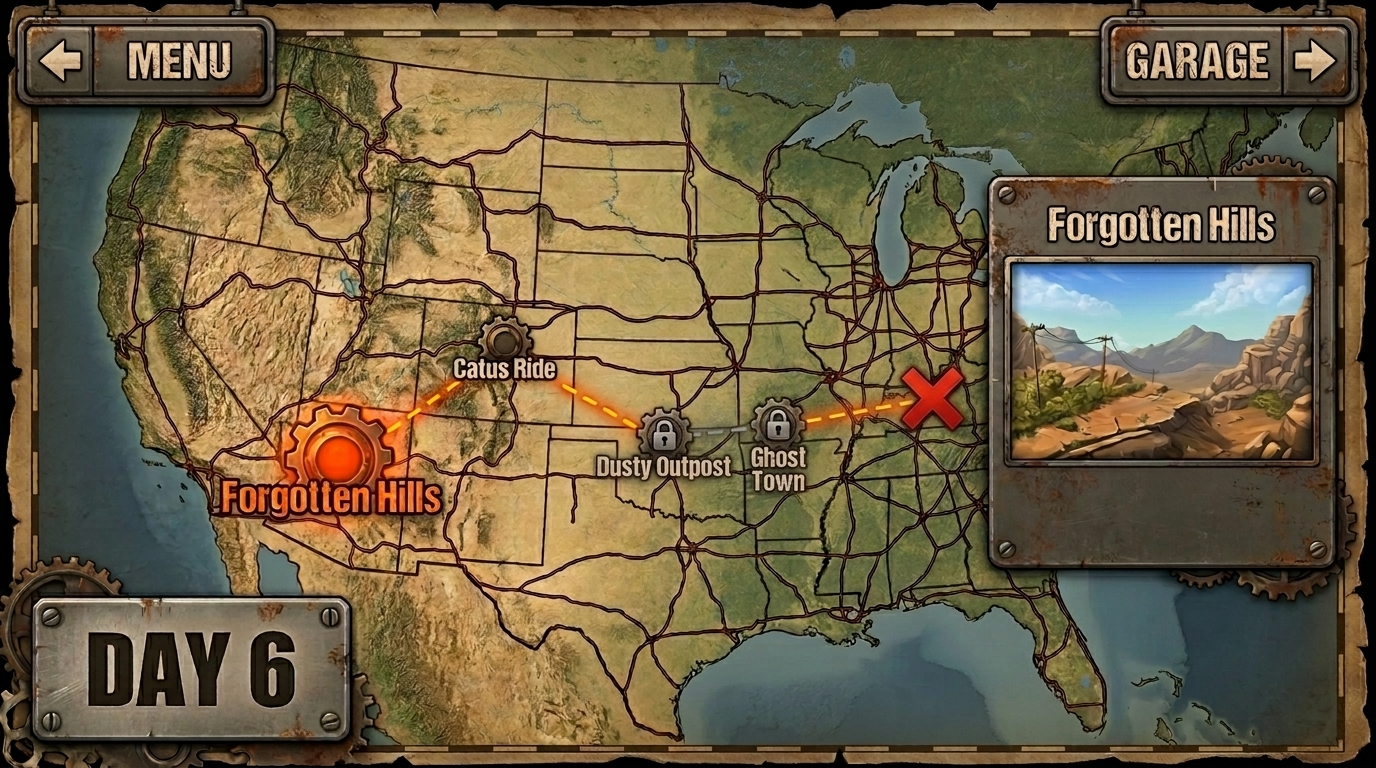 MENU
GARAGE
Forgotten Hills
Catus Ride
Forgotten Hills
Dusty Outpost
Ghost
Town
DAY 6